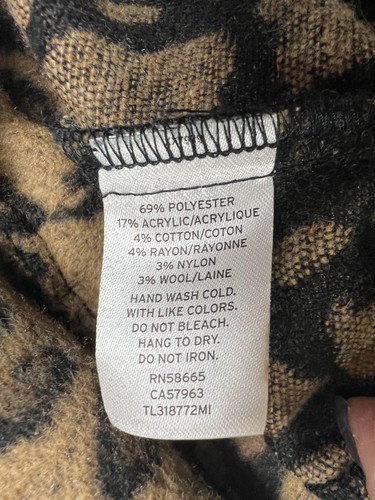 69% POLYESTER
17% ACRYLIC/ACRYLIQUE
4% COTTON/COTON
4% RAYON/RAYONNE
3% NYLON
3% WOOL/LAINE
HAND WASH COLD.
WITH LIKE COLORS.
DO NOT BLEACH.
HANG TO DRY.
DO NOT IRON.
RN58665
CA57963
TL318772MI